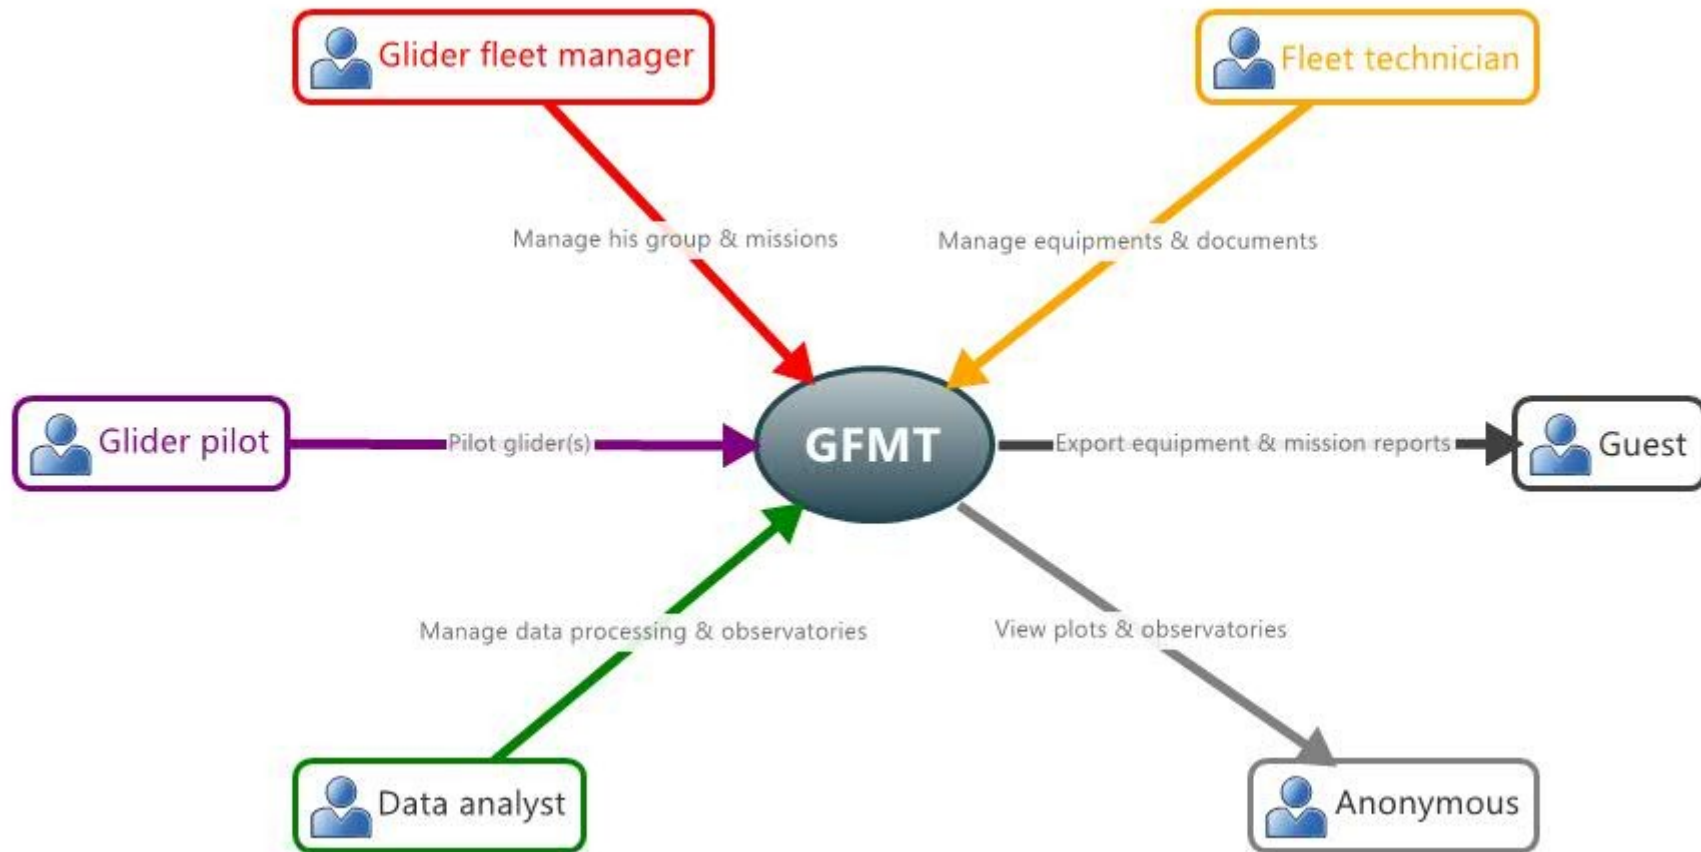 Glider fleet manager
Fleet technician
Manage his group & missions
Manage equipments & documents
Glider pilot
Pilot glider(s)
GFMT
Export equipment & mission reports
Guest
Manage data processing & observatories
View plots & observatories
Data analyst
Anonymous